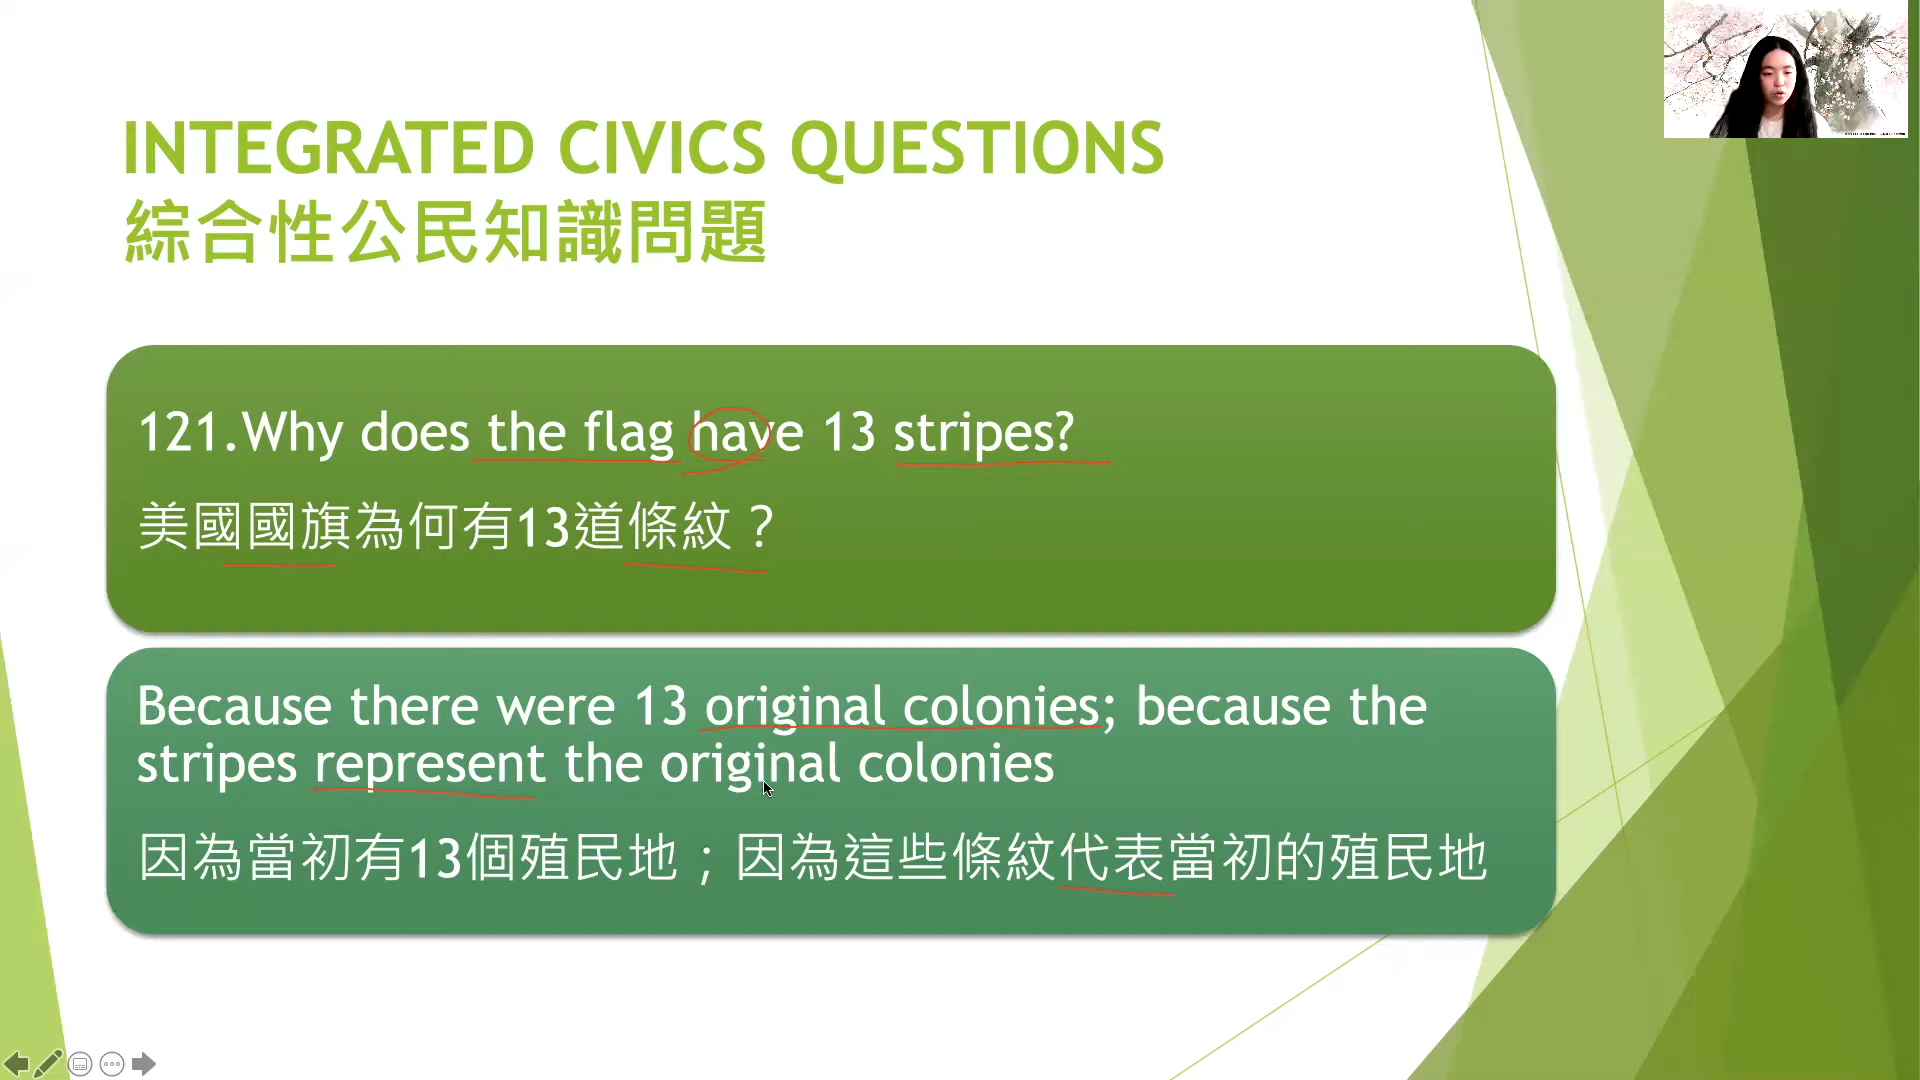 INTEGRATED CIVICS QUESTIONS
綜合性公民知識問題
121.Why does the flag have 13 stripes?
美國國旗為何有13道條紋？
Because there were 13 original colonies; because the
stripes represent the original colonies
因為當初有13個殖民地；因為這些條紋代表當初的殖民地